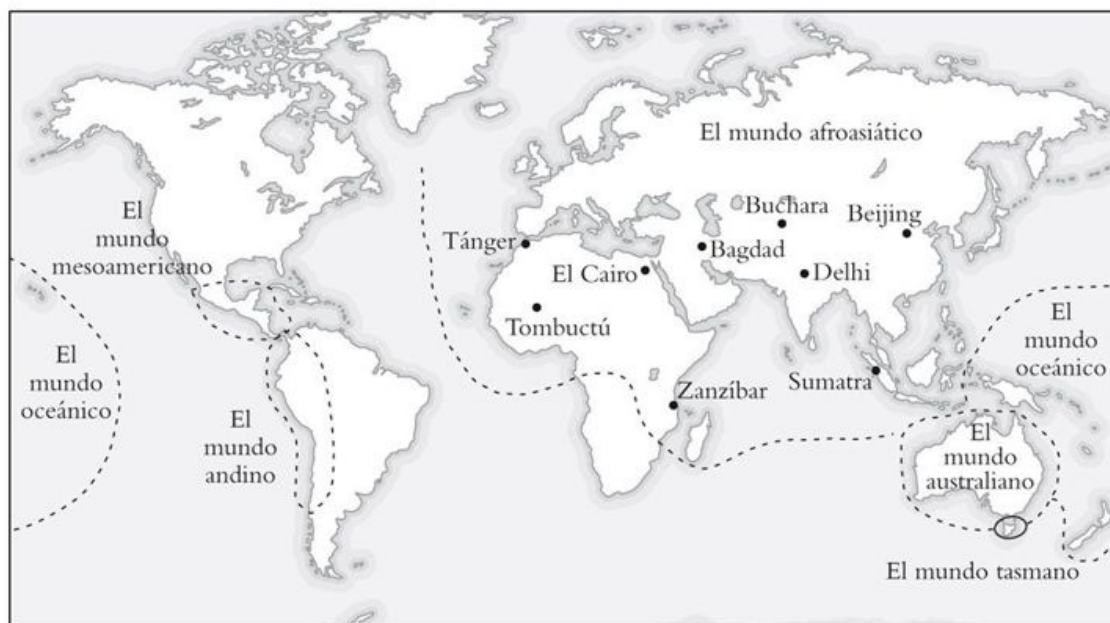 El mundo afroasiático
El
mundo
mesoamericano
Buchara
Beijing
Tánger
Bagdad
El Cairo
Delhi
Tombuctú
El
mundo
oceánico
El
mundo
oceánico
Sumatra
Zanzíbar
El
mundo
andino
El
mundo
australiano
El mundo tasmano